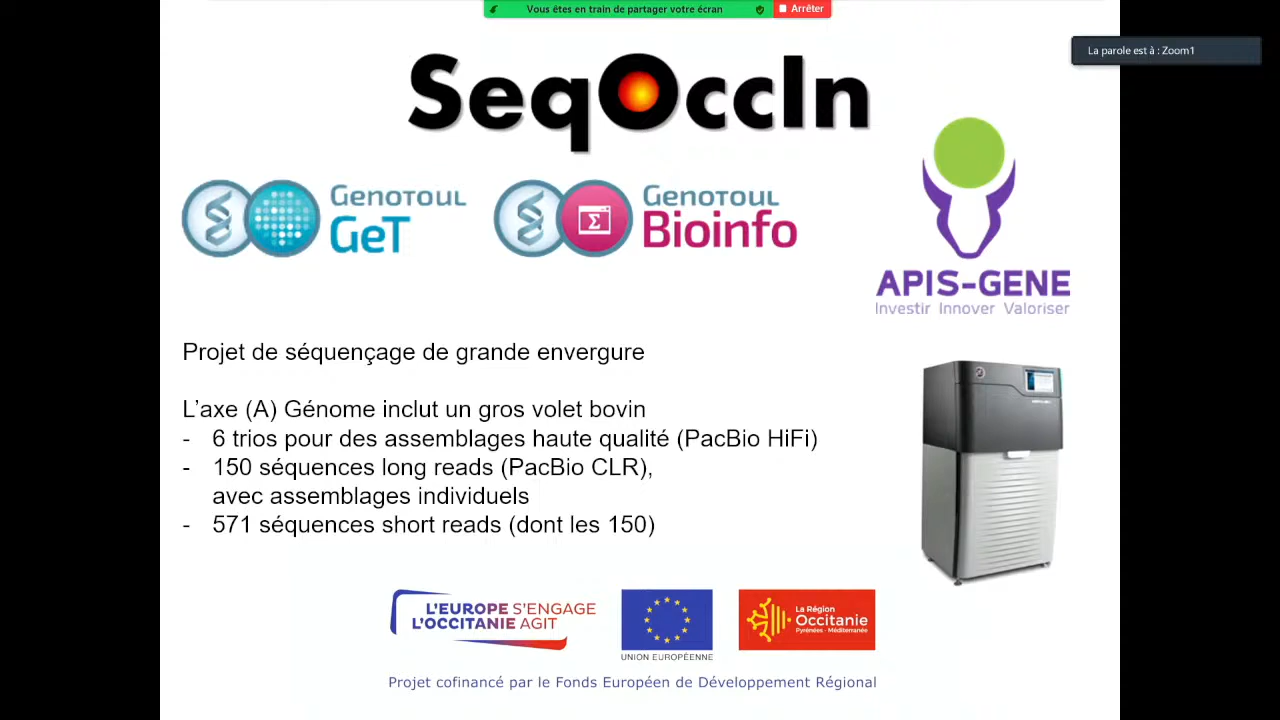 Vous êtes en train de partager votre écran
Arrêter
La parole est à : Zoom1
SeqOccIn
GENOTOUL
GeT
GENOTOUL
Bioinfo
APIS-GENE
Investir Innover Valoriser
Projet de séquençage de grande envergure
L'axe (A) Génome inclut un gros volet bovin
- 6 trios pour des assemblages haute qualité (PacBio HiFi)
- 150 séquences long reads (PacBio CLR),
avec assemblages individuels
- 571 séquences short reads (dont les 150)
L'EUROPE S'ENGAGE
L'OCCITANIE AGIT
UNION EUROPÉENNE
La Région
Occitanie
Pyrénées - Méditerranée
Projet cofinancé par le Fonds Européen de Développement Régional